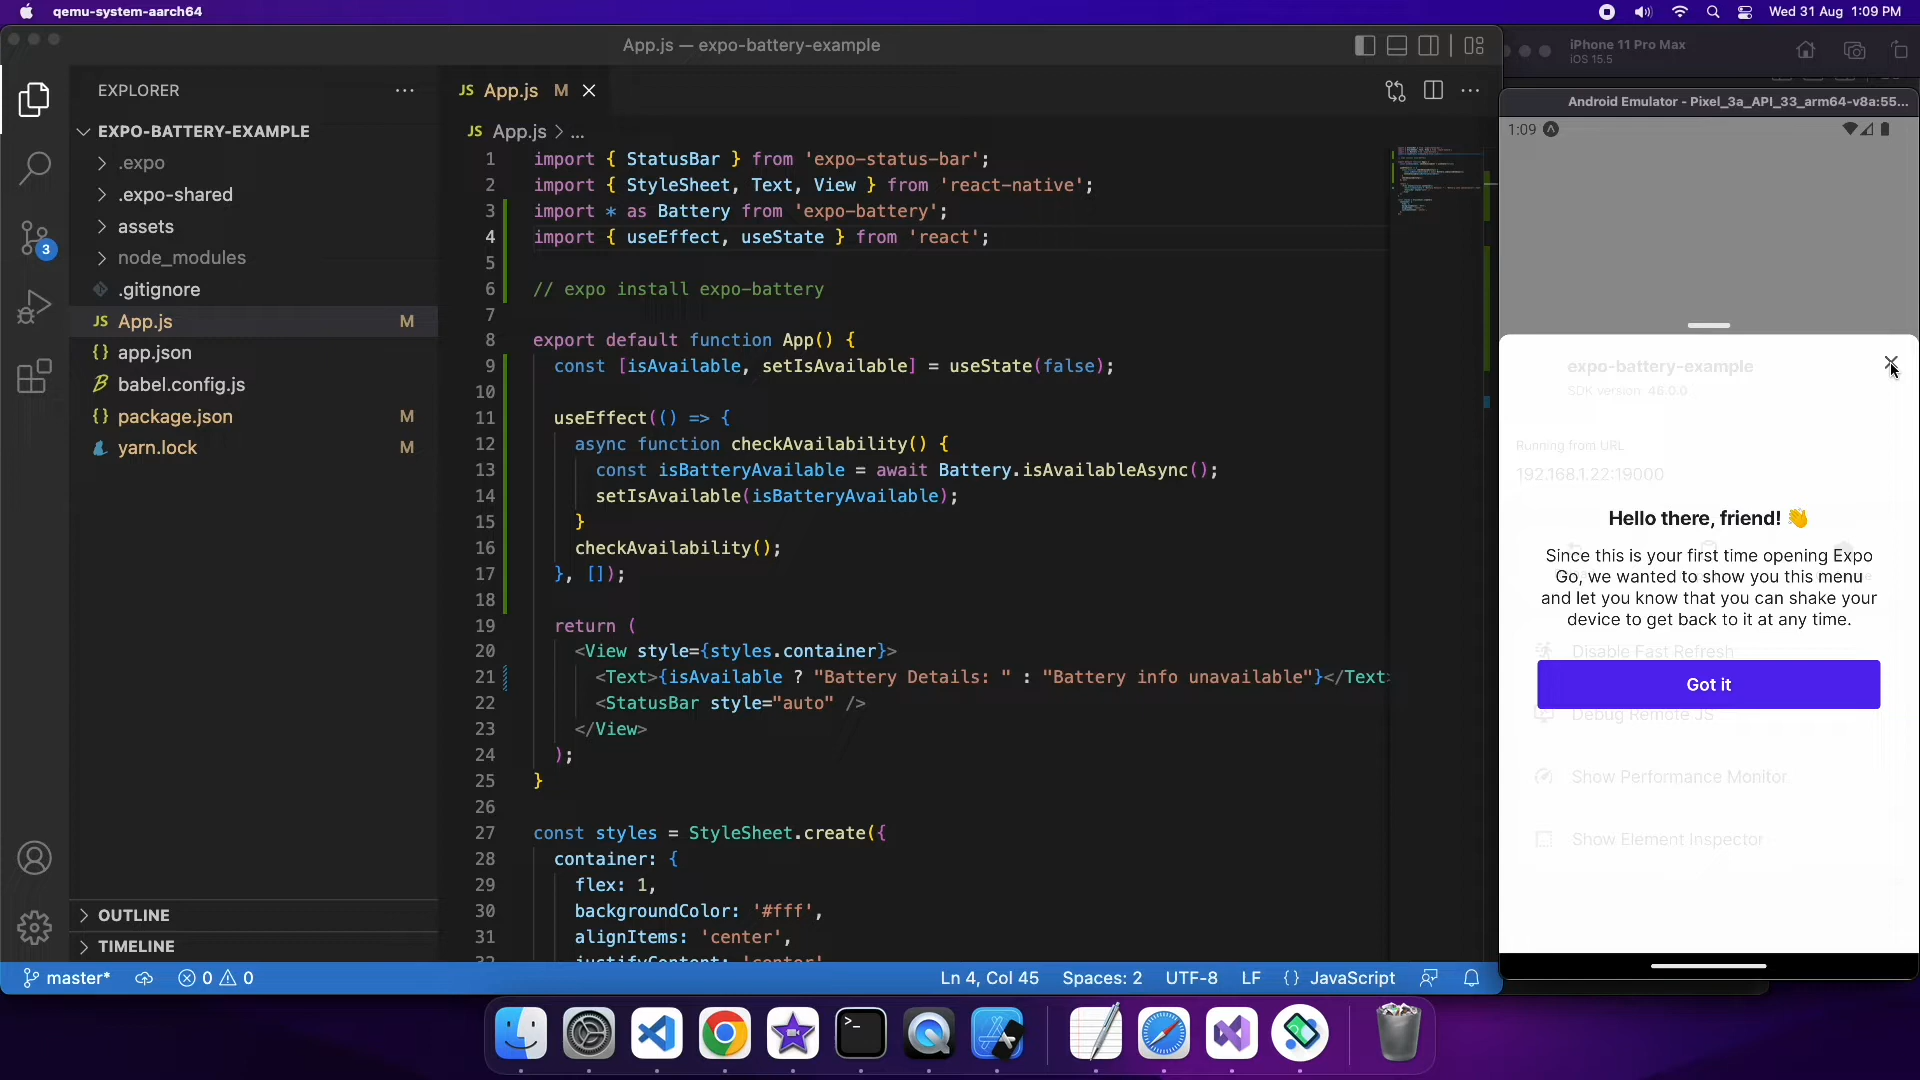 qemu-system-aarch64
Wed 31 Aug 1:09 PM
App.js — expo-battery-example
iPhone 11 Pro Max
iOS 15.5
EXPLORER
JS App.js M
Android Emulator - Pixel_3a_API_33_arm64-v8a:55...
EXPO-BATTERY-EXAMPLE
JS App.js > ...
1:09
.expo
.expo-shared
assets
node_modules
.gitignore
JS App.js M
{} app.json
babel.config.js
{} package.json M
yarn.lock M
3
1 import { StatusBar } from 'expo-status-bar';
2 import { StyleSheet, Text, View } from 'react-native';
3 import * as Battery from 'expo-battery';
4 import { useEffect, useState } from 'react';
5
6 // expo install expo-battery
7
8 export default function App() {
9 const [isAvailable, setIsAvailable] = useState(false);
10
11 useEffect(() => {
12 async function checkAvailability() {
13 const isBatteryAvailable = await Battery.isAvailableAsync();
14 setIsAvailable(isBatteryAvailable);
15 }
16 checkAvailability();
17 }, []);
18
19 return (
20 <View style={styles.container}>
21 <Text>{isAvailable ? "Battery Details: " : "Battery info unavailable"}</Text>
22 <StatusBar style="auto" />
23 </View>
24 );
25 }
26
27 const styles = StyleSheet.create({
28 container: {
29 flex: 1,
30 backgroundColor: '#fff',
31 alignItems: 'center',
32 justifyContent: 'center',
expo-battery-example
SDK version 46.0.0
Running from URL
192.168.1.22:19000
Hello there, friend! 👋
Since this is your first time opening Expo
Go, we wanted to show you this menu
and let you know that you can shake your
device to get back to it at any time.
Disable Fast Refresh
Got it
Debug Remote JS
Show Performance Monitor
Show Element Inspector
OUTLINE
TIMELINE
master*
0
0
Ln 4, Col 45
Spaces: 2
UTF-8
LF
{} JavaScript